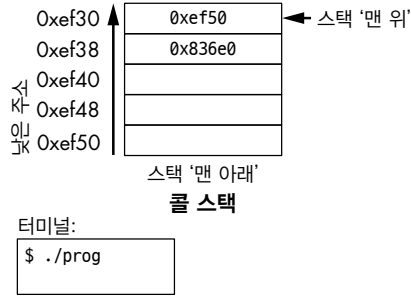 0xef30 0xef50 스택 '맨 위'
0xef38 0x836e0
0xef40
0xef48
0xef50
낮은 주소
스택 '맨 아래'
콜 스택
터미널:
$ ./prog